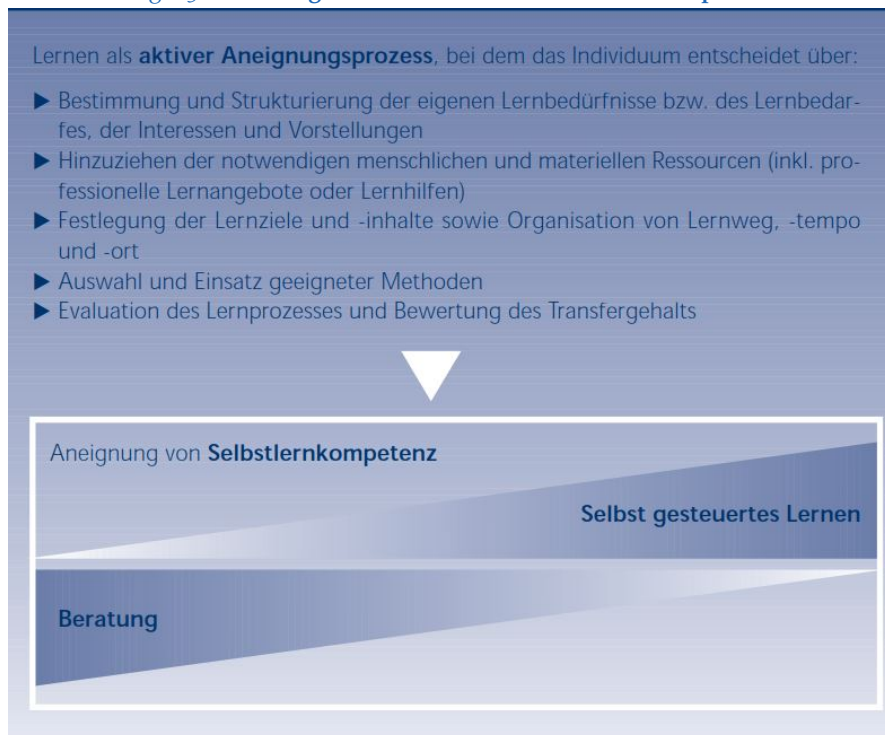 Lernen als aktiver Aneignungsprozess, bei dem das Individuum entscheidet über:
▶ Bestimmung und Strukturierung der eigenen Lernbedürfnisse bzw. des Lernbedar-
fes, der Interessen und Vorstellungen
▶ Hinzuziehen der notwendigen menschlichen und materiellen Ressourcen (inkl. pro-
fessionelle Lernangebote oder Lernhilfen)
▶ Festlegung der Lernziele und -inhalte sowie Organisation von Lernweg, -tempo
und -ort
▶ Auswahl und Einsatz geeigneter Methoden
▶ Evaluation des Lernprozesses und Bewertung des Transfergehalts
Aneignung von Selbstlernkompetenz
Selbst gesteuertes Lernen
Beratung